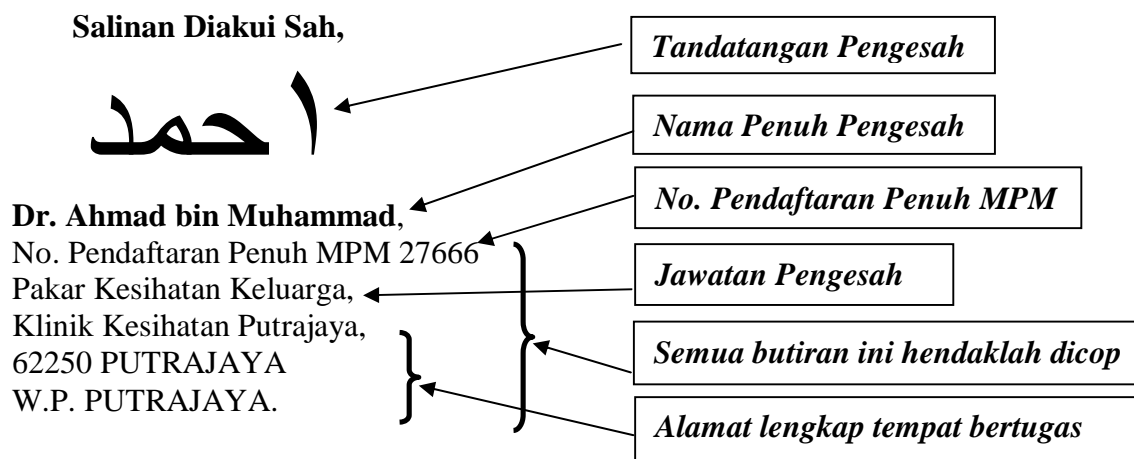 Salinan Diakui Sah,
احمد
Dr. Ahmad bin Muhammad,
No. Pendaftaran Penuh MPM 27666
Pakar Kesihatan Keluarga,
Klinik Kesihatan Putrajaya,
62250 PUTRAJAYA
W.P. PUTRAJAYA.
Tandatangan Pengesah
Nama Penuh Pengesah
No. Pendaftaran Penuh MPM
Jawatan Pengesah
Semua butiran ini hendaklah dicop
Alamat lengkap tempat bertugas